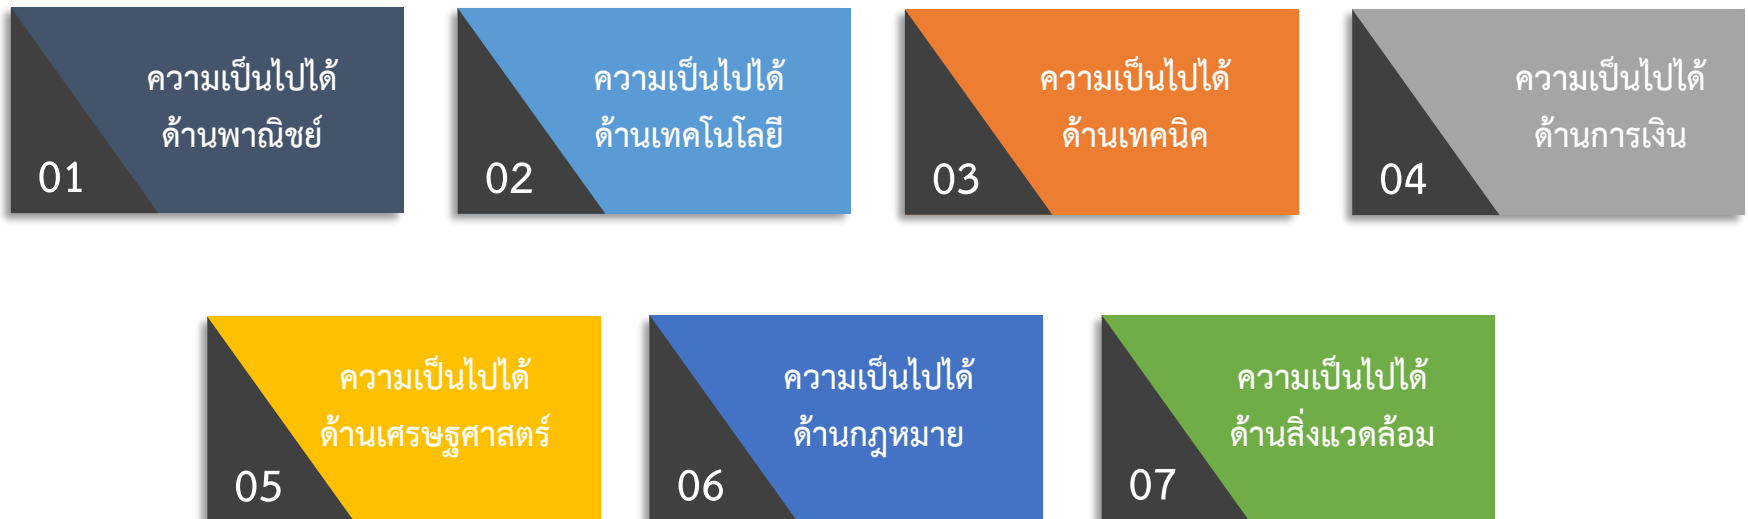 ความเป็นไปได้
ด้านพาณิชย์
01
ความเป็นไปได้
ด้านเทคโนโลยี
02
ความเป็นไปได้
ด้านเทคนิค
03
ความเป็นไปได้
ด้านการเงิน
04
ความเป็นไปได้
ด้านเศรษฐศาสตร์
05
ความเป็นไปได้
ด้านกฎหมาย
06
ความเป็นไปได้
ด้านสิ่งแวดล้อม
07